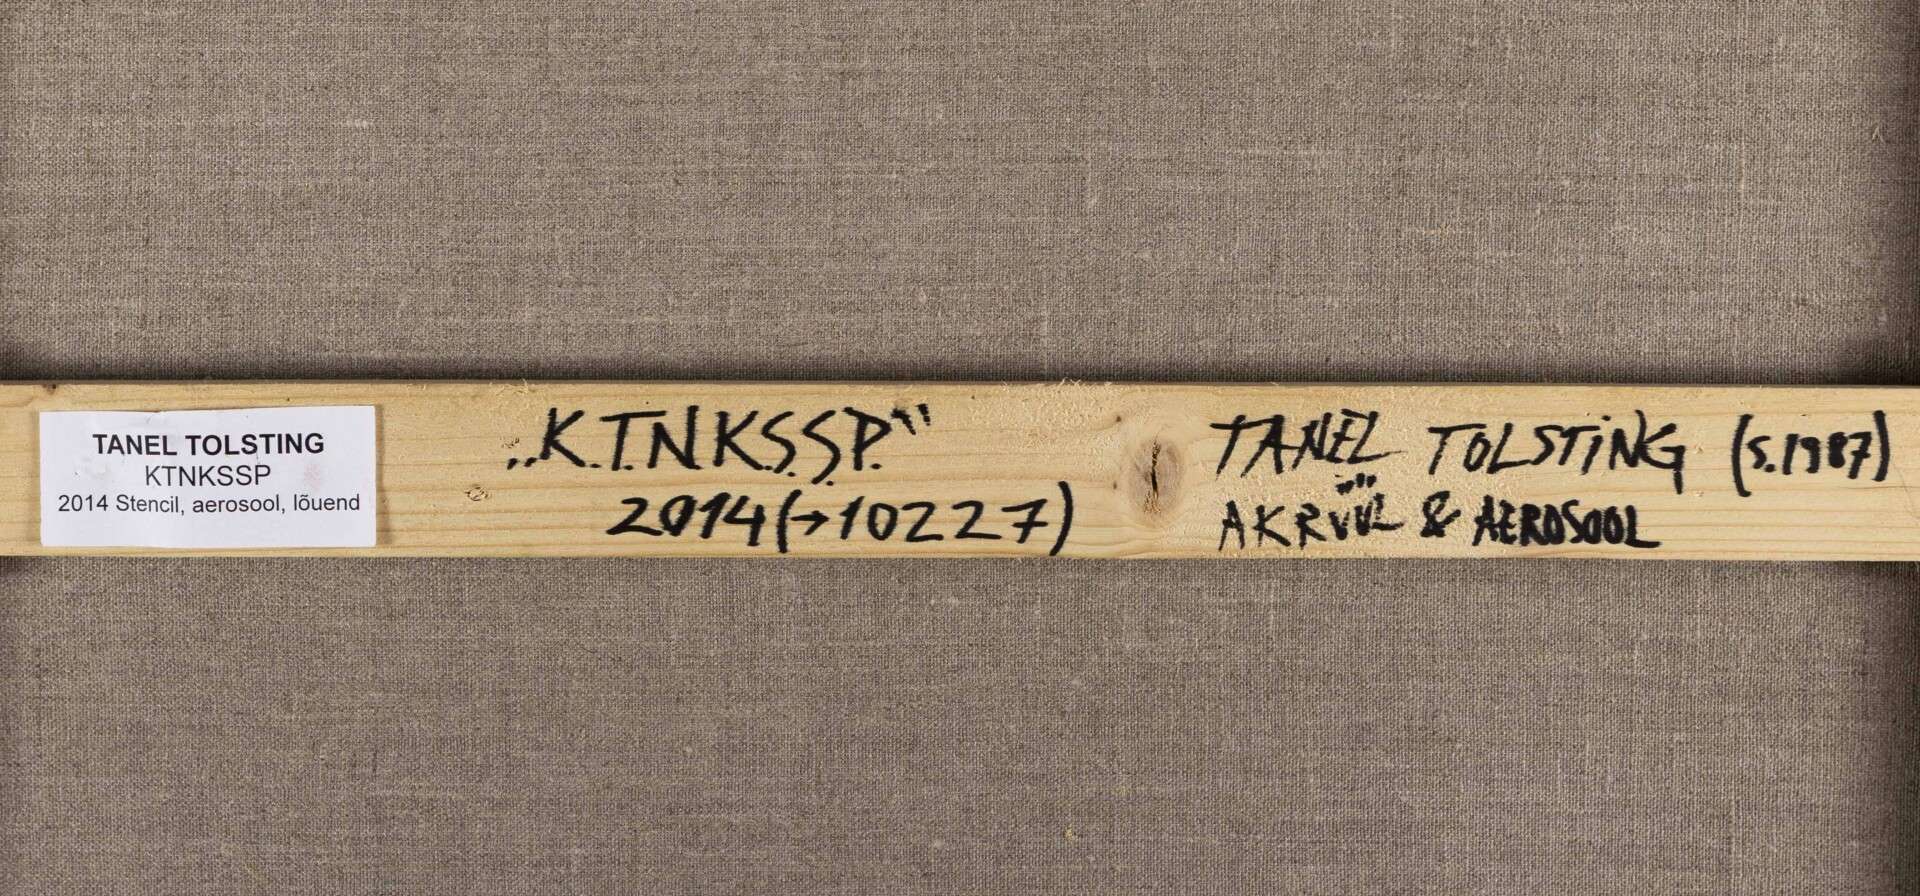 TANEL TOLSTING
KTNKSSP
2014 Stencil, aerosool, lõuend
„K.T.N.K.S.S.P.“
2014 (→10227)
TANEL TOLSTING (S.1987)
AKRÜÜL & AEROSOOL